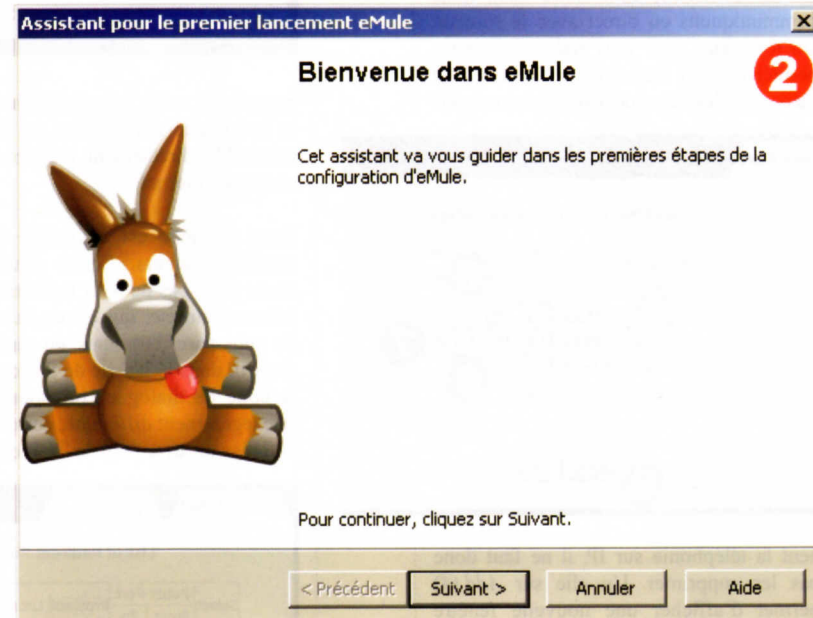 Assistant pour le premier lancement eMule
Bienvenue dans eMule
2
Cet assistant va vous guider dans les premières étapes de la
configuration d'eMule.
Pour continuer, cliquez sur Suivant.
< Précédent
Suivant >
Annuler
Aide